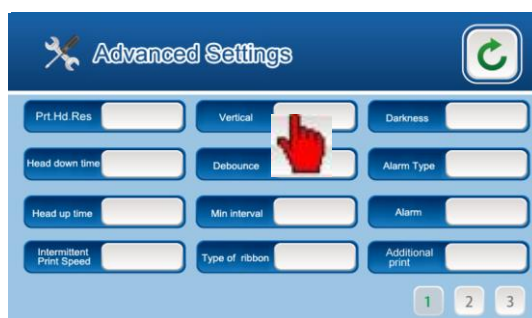 Advanced Settings
Prt.Hd.Res
Vertical
Darkness
Head down time
Debounce
Alarm Type
Head up time
Min interval
Alarm
Intermittent
Print Speed
Type of ribbon
Additional
print
1 2 3